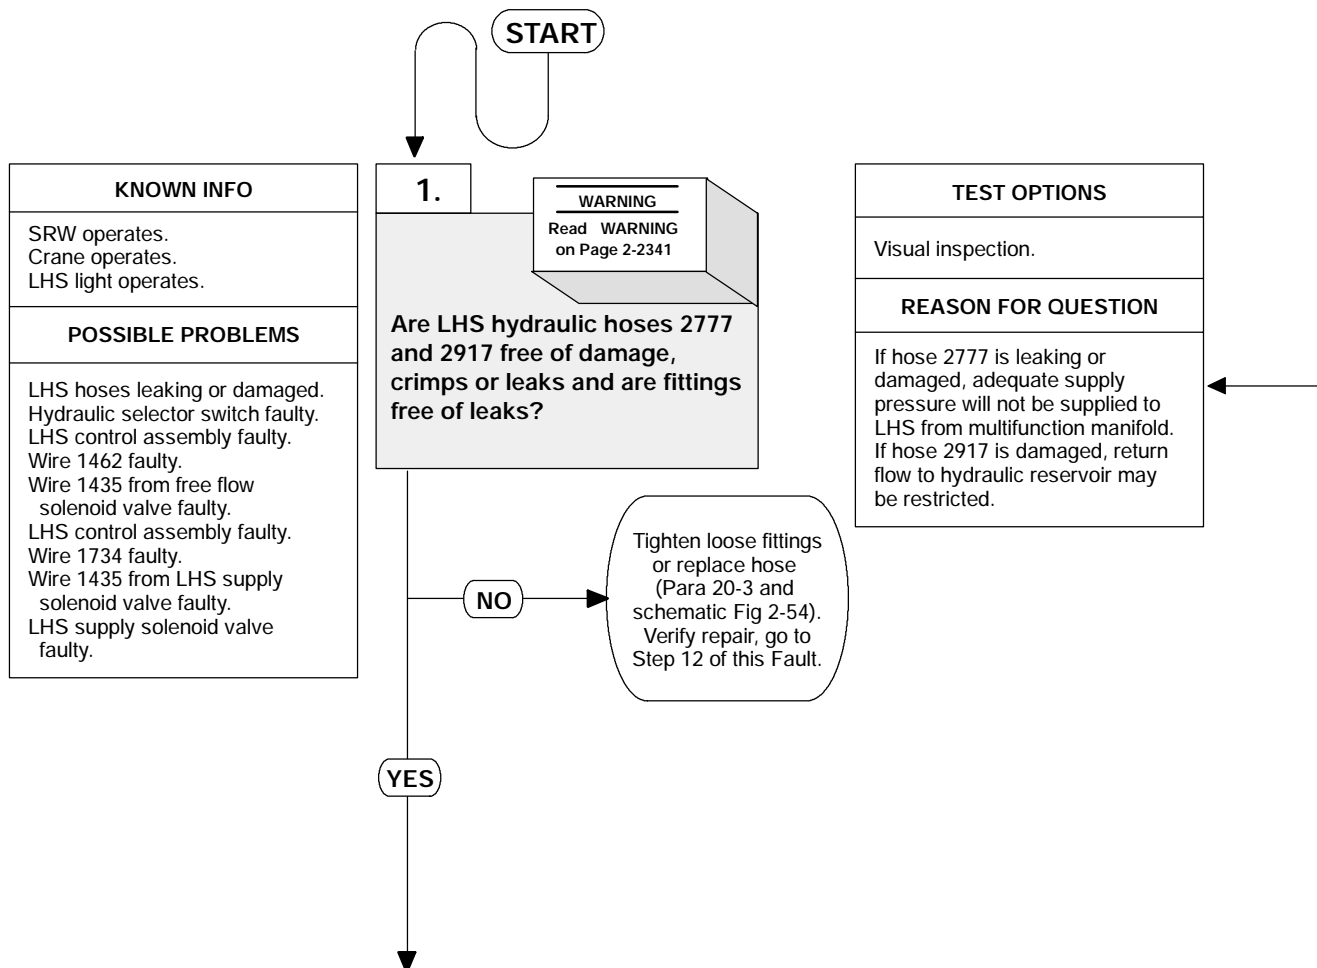 START
KNOWN INFO
SRW operates.
Crane operates.
LHS light operates.
POSSIBLE PROBLEMS
LHS hoses leaking or damaged.
Hydraulic selector switch faulty.
LHS control assembly faulty.
Wire 1462 faulty.
Wire 1435 from free flow
solenoid valve faulty.
LHS control assembly faulty.
Wire 1734 faulty.
Wire 1435 from LHS supply
solenoid valve faulty.
LHS supply solenoid valve
faulty.
1.
WARNING
Read WARNING
on Page 2-2341
Are LHS hydraulic hoses 2777
and 2917 free of damage,
crimps or leaks and are fittings
free of leaks?
TEST OPTIONS
Visual inspection.
REASON FOR QUESTION
If hose 2777 is leaking or
damaged, adequate supply
pressure will not be supplied to
LHS from multifunction manifold.
If hose 2917 is damaged, return
flow to hydraulic reservoir may
be restricted.
NO
Tighten loose fittings
or replace hose
(Para 20-3 and
schematic Fig 2-54).
Verify repair, go to
Step 12 of this Fault.
YES